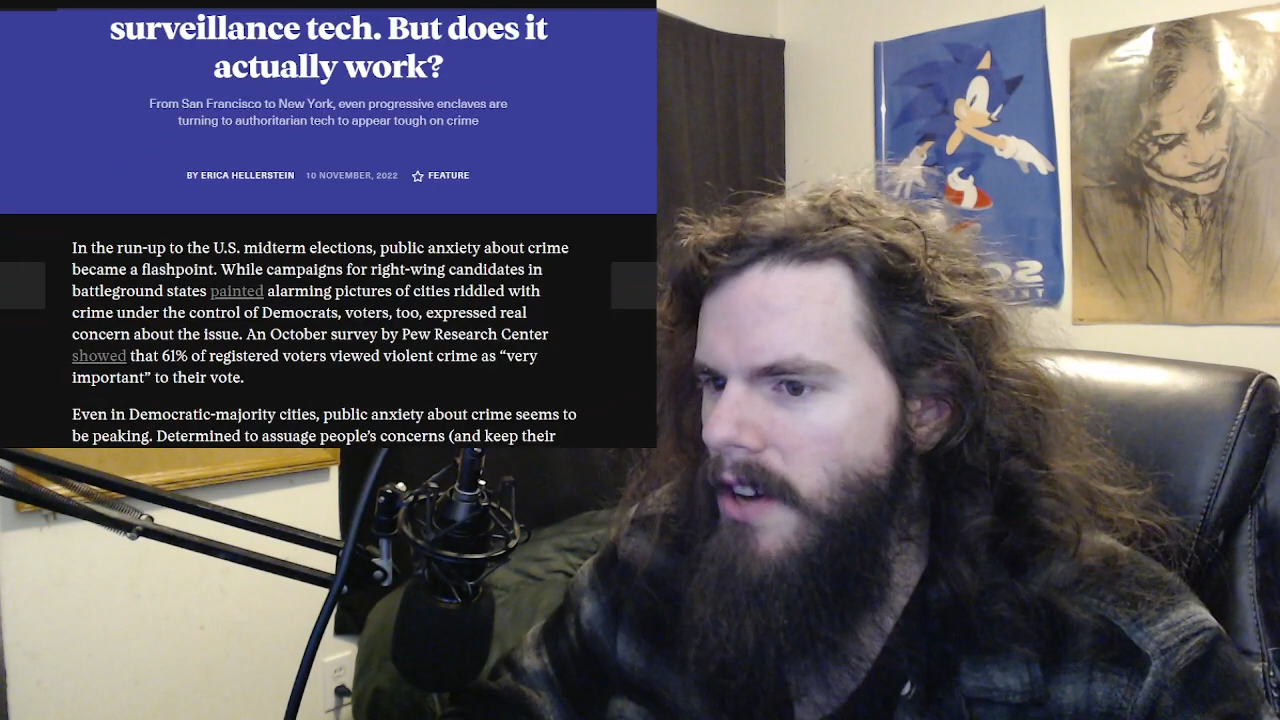 surveillance tech. But does it
actually work?
From San Francisco to New York, even progressive enclaves are
turning to authoritarian tech to appear tough on crime
BY ERICA HELLERSTEIN 10 NOVEMBER, 2022 FEATURE
In the run-up to the U.S. midterm elections, public anxiety about crime
became a flashpoint. While campaigns for right-wing candidates in
battleground states painted alarming pictures of cities riddled with
crime under the control of Democrats, voters, too, expressed real
concern about the issue. An October survey by Pew Research Center
showed that 61% of registered voters viewed violent crime as “very
important” to their vote.
Even in Democratic-majority cities, public anxiety about crime seems to
be peaking. Determined to assuage people’s concerns (and keep their